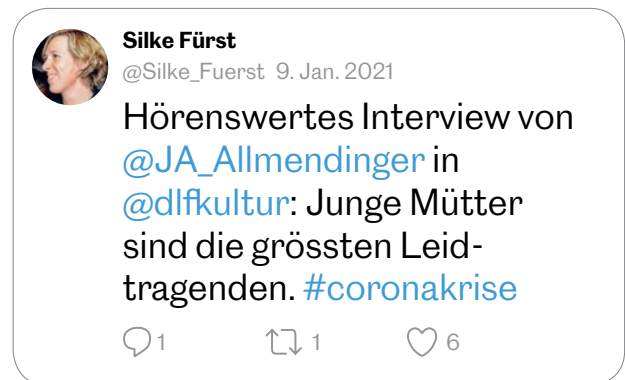 Silke Fürst
@Silke_Fuerst 9. Jan. 2021
Hörenswertes Interview von
@JA_Allmendinger in
@dlfkultur: Junge Mütter
sind die grössten Leid-
tragenden. #coronakrise
1 1 6